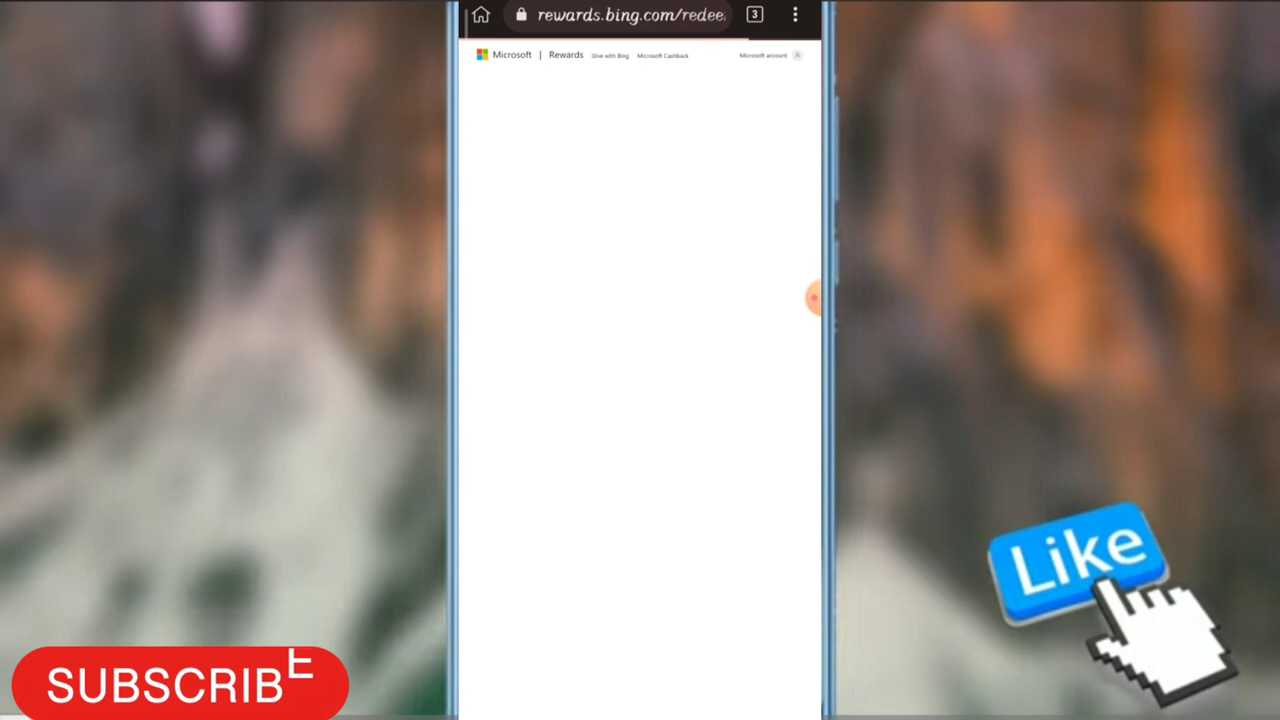 rewards.bing.com/redee
3
Microsoft | Rewards Give with Bing Microsoft Cashback Microsoft account
Like
SUBSCRIBE